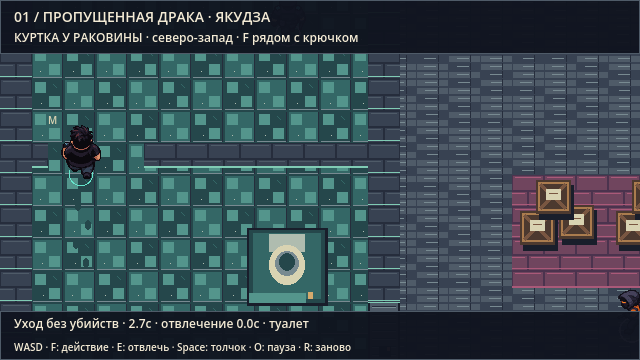 01 / ПРОПУЩЕННАЯ ДРАКА · ЯКУДЗА
КУРТКА У РАКОВИНЫ · северо-запад · F рядом с крючком
М
Уход без убийств · 2.7с · отвлечение 0.0с · туалет
WASD · F: действие · E: отвлечь · Space: толчок · O: пауза · R: заново